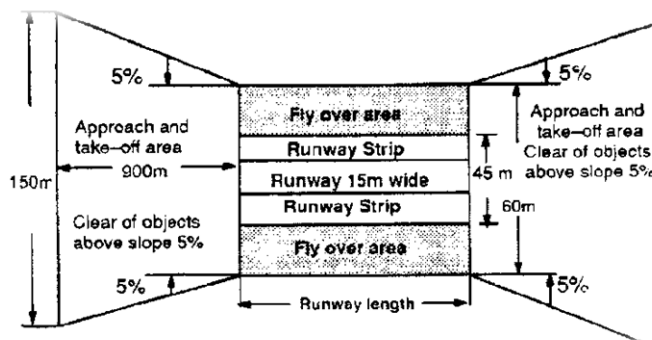 5%
5%
Fly over area
Approach and
take-off area
900m
Approach and
take-off area
Clear of objects
above slope 5%
Runway Strip
150m
Runway 15m wide
45 m
Runway Strip
60m
Clear of objects
above slope 5%
Fly over area
5%
5%
Runway length